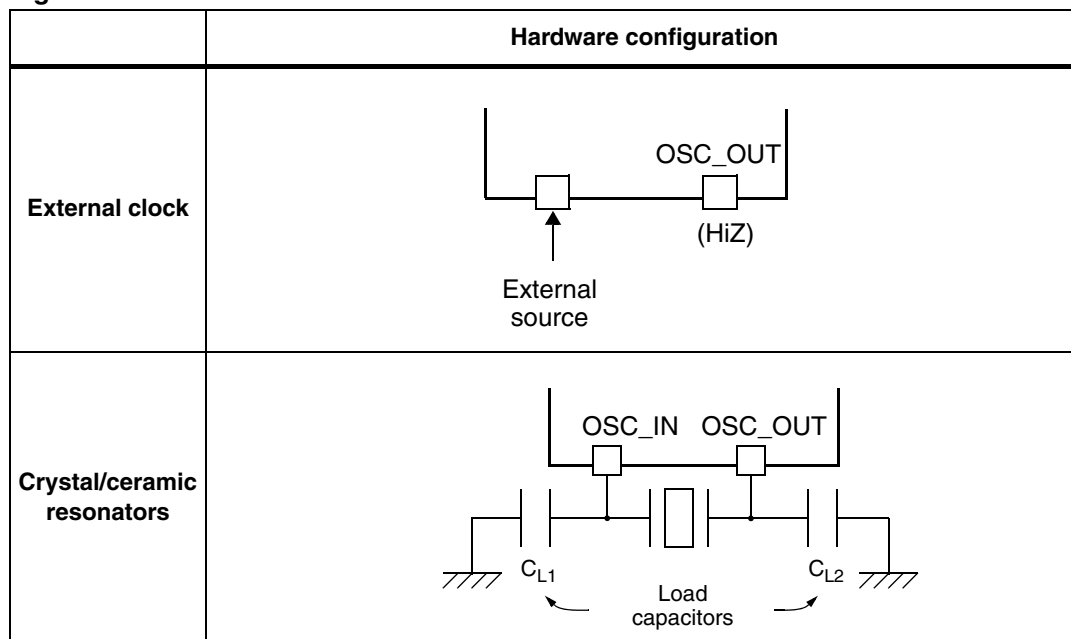 Hardware configuration
External clock
OSC_OUT
(HiZ)
External
source
Crystal/ceramic
resonators
OSC_IN
OSC_OUT
CL1
CL2
Load
capacitors